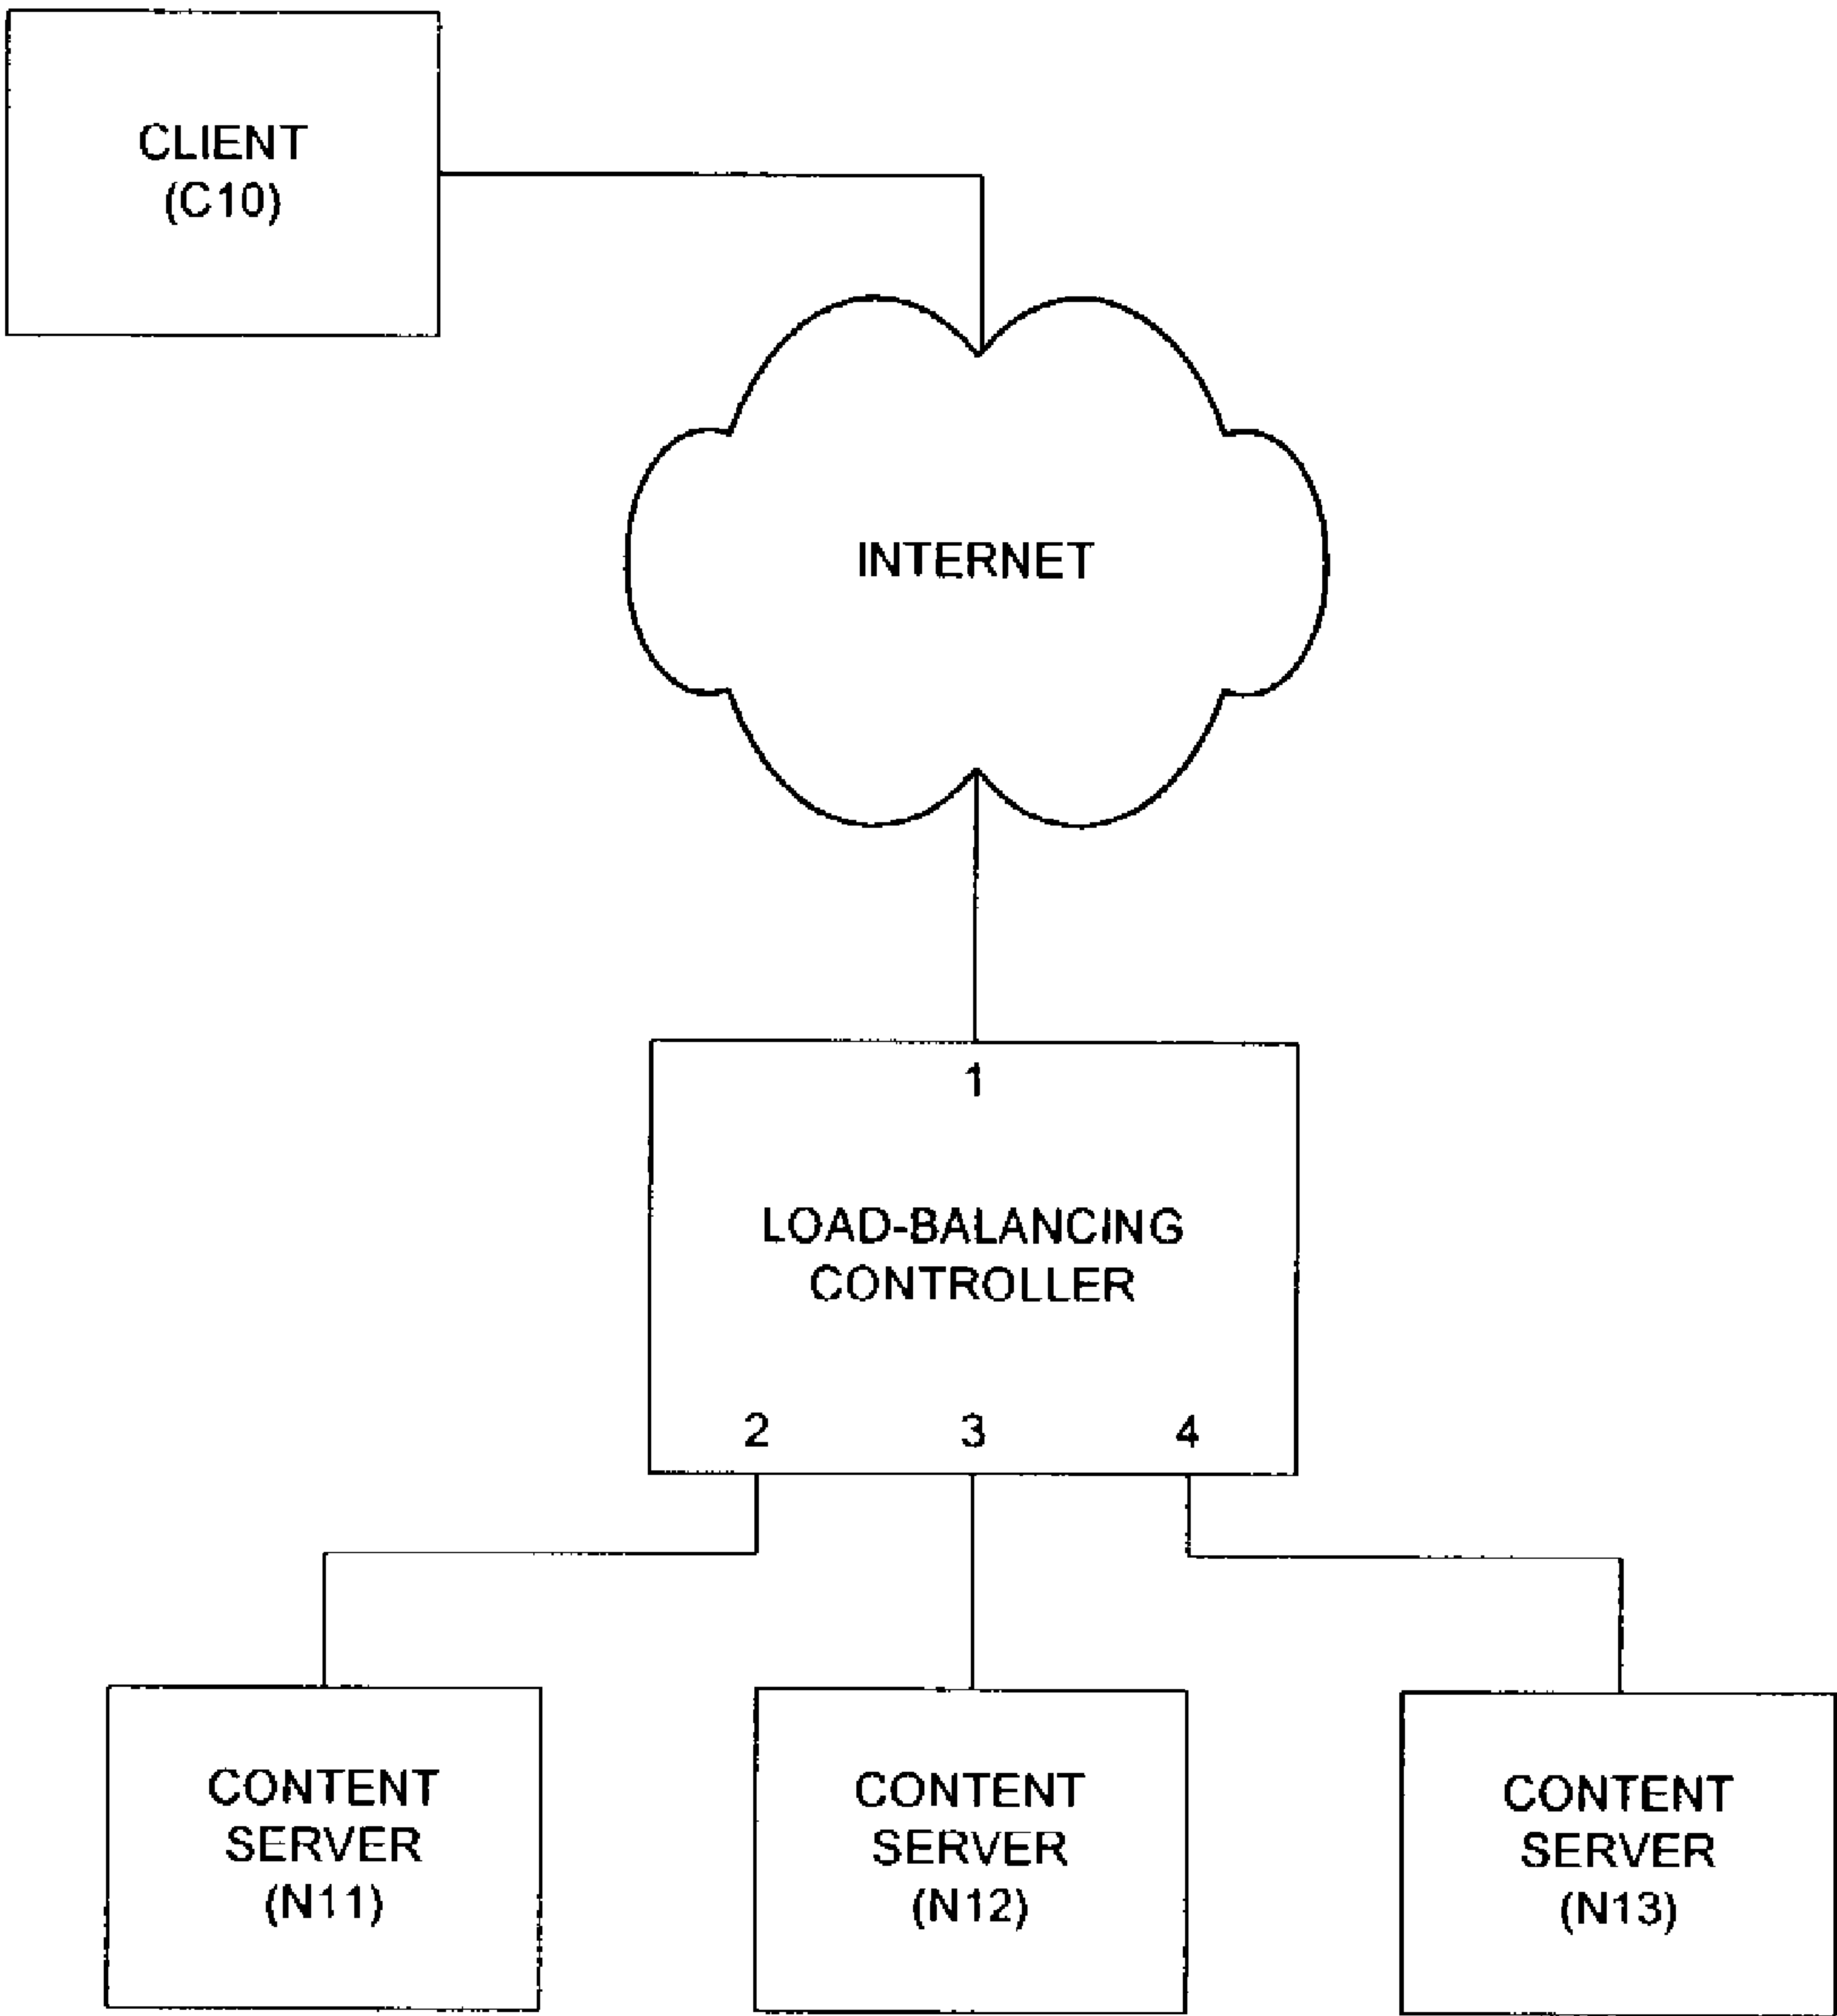 CLIENT
(C10)
INTERNET
1
LOAD-BALANCING
CONTROLLER
2 3 4
CONTENT
SERVER
(N11)
CONTENT
SERVER
(N12)
CONTENT
SERVER
(N13)